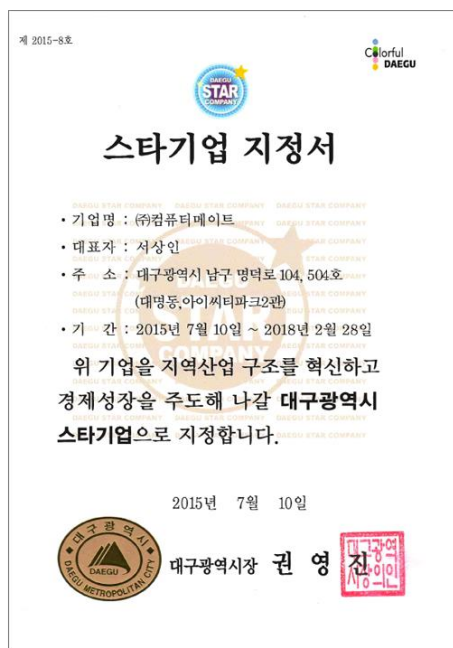 제 2015-8호
Colorful
DAEGU
DAEGU
STAR
COMPANY
스타기업 지정서
• 기업명 : (주)컴퓨터메이트
• 대표자 : 서상인
• 주 소 : 대구광역시 남구 명덕로 104, 504호
(대명동,아이씨티파크2관)
• 기 간 : 2015년 7월 10일 ~ 2018년 2월 28일
위 기업을 지역산업 구조를 혁신하고
경제성장을 주도해 나갈 대구광역시
스타기업으로 지정합니다.
DAEGU
STAR
COMPANY
2015년 7월 10일
대구광역시
DAEGU
DAEGU METROPOLITAN CITY
대구광역시장 권 영 진
대구광역
시장의인